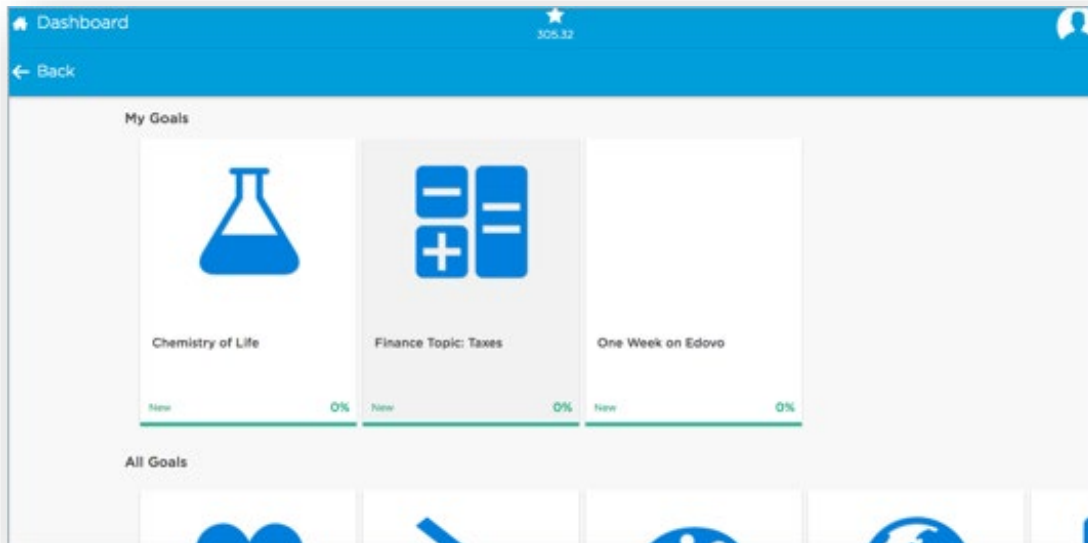 Dashboard
305.32
Back
My Goals
Chemistry of Life
Finance Topic: Taxes
One Week on Edovo
New 0% New 0% New 0%
All Goals